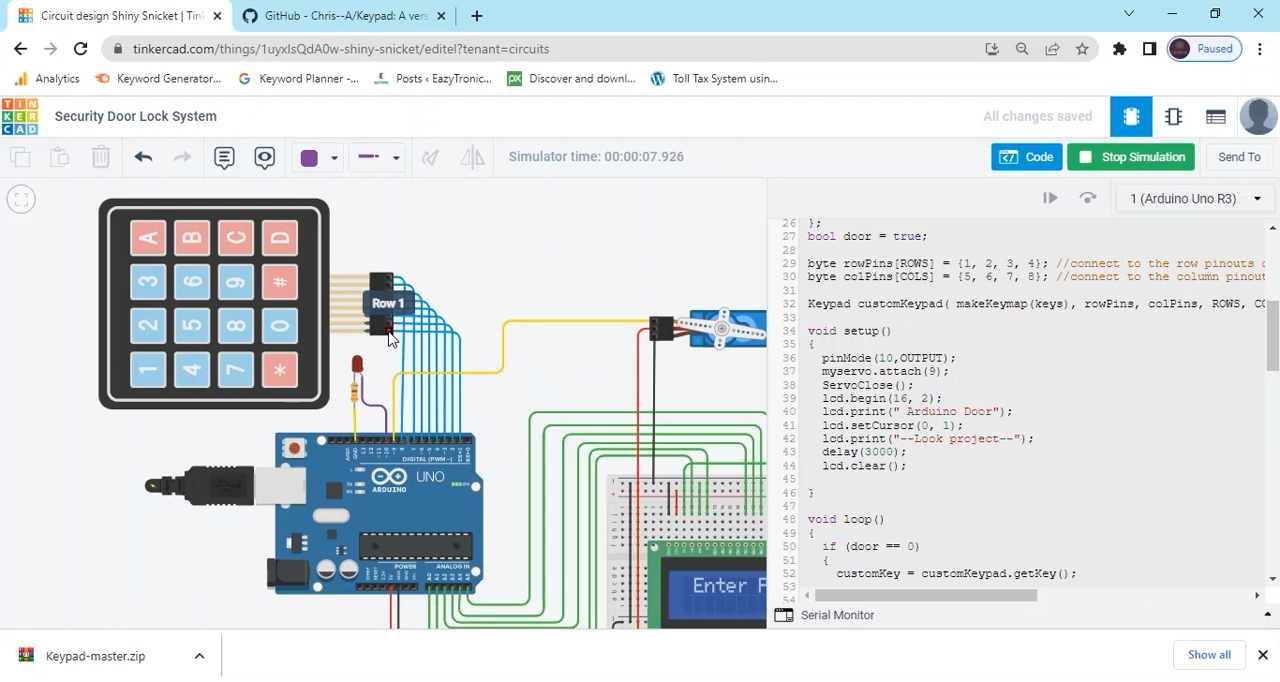 Circuit design Shiny Snicket | Tin
GitHub - Chris--A/Keypad: A vers
tinkercad.com/things/1uyxIsQdA0w-shiny-snicket/editel?tenant=circuits
Paused
Analytics
Keyword Generator...
Keyword Planner -...
Posts ‹ EazyTronic...
Discover and downl...
Toll Tax System usin...
TIN
KER
CAD
Security Door Lock System
All changes saved
Simulator time: 00:00:07.926
Code
Stop Simulation
Send To
1 (Arduino Uno R3)
A B C D
3 6 9 #
2 5 8 0
1 4 7 *
Row 1
DIGITAL (PWM~)
ARDUINO
UNO
POWER
ANALOG IN
Enter P
26 };
27 bool door = true;
28
29 byte rowPins[ROWS] = {1, 2, 3, 4}; //connect to the row pinouts o
30 byte colPins[COLS] = {5, 6, 7, 8}; //connect to the column pinout
31
32 Keypad customKeypad( makeKeymap(keys), rowPins, colPins, ROWS, CO
33
34 void setup()
35 {
36 pinMode(10,OUTPUT);
37 myservo.attach(9);
38 ServoClose();
39 lcd.begin(16, 2);
40 lcd.print(" Arduino Door");
41 lcd.setCursor(0, 1);
42 lcd.print("--Look project--");
43 delay(3000);
44 lcd.clear();
45
46 }
47
48 void loop()
49 {
50 if (door == 0)
51 {
52 customKey = customKeypad.getKey();
53
54
Serial Monitor
Keypad-master.zip
Show all